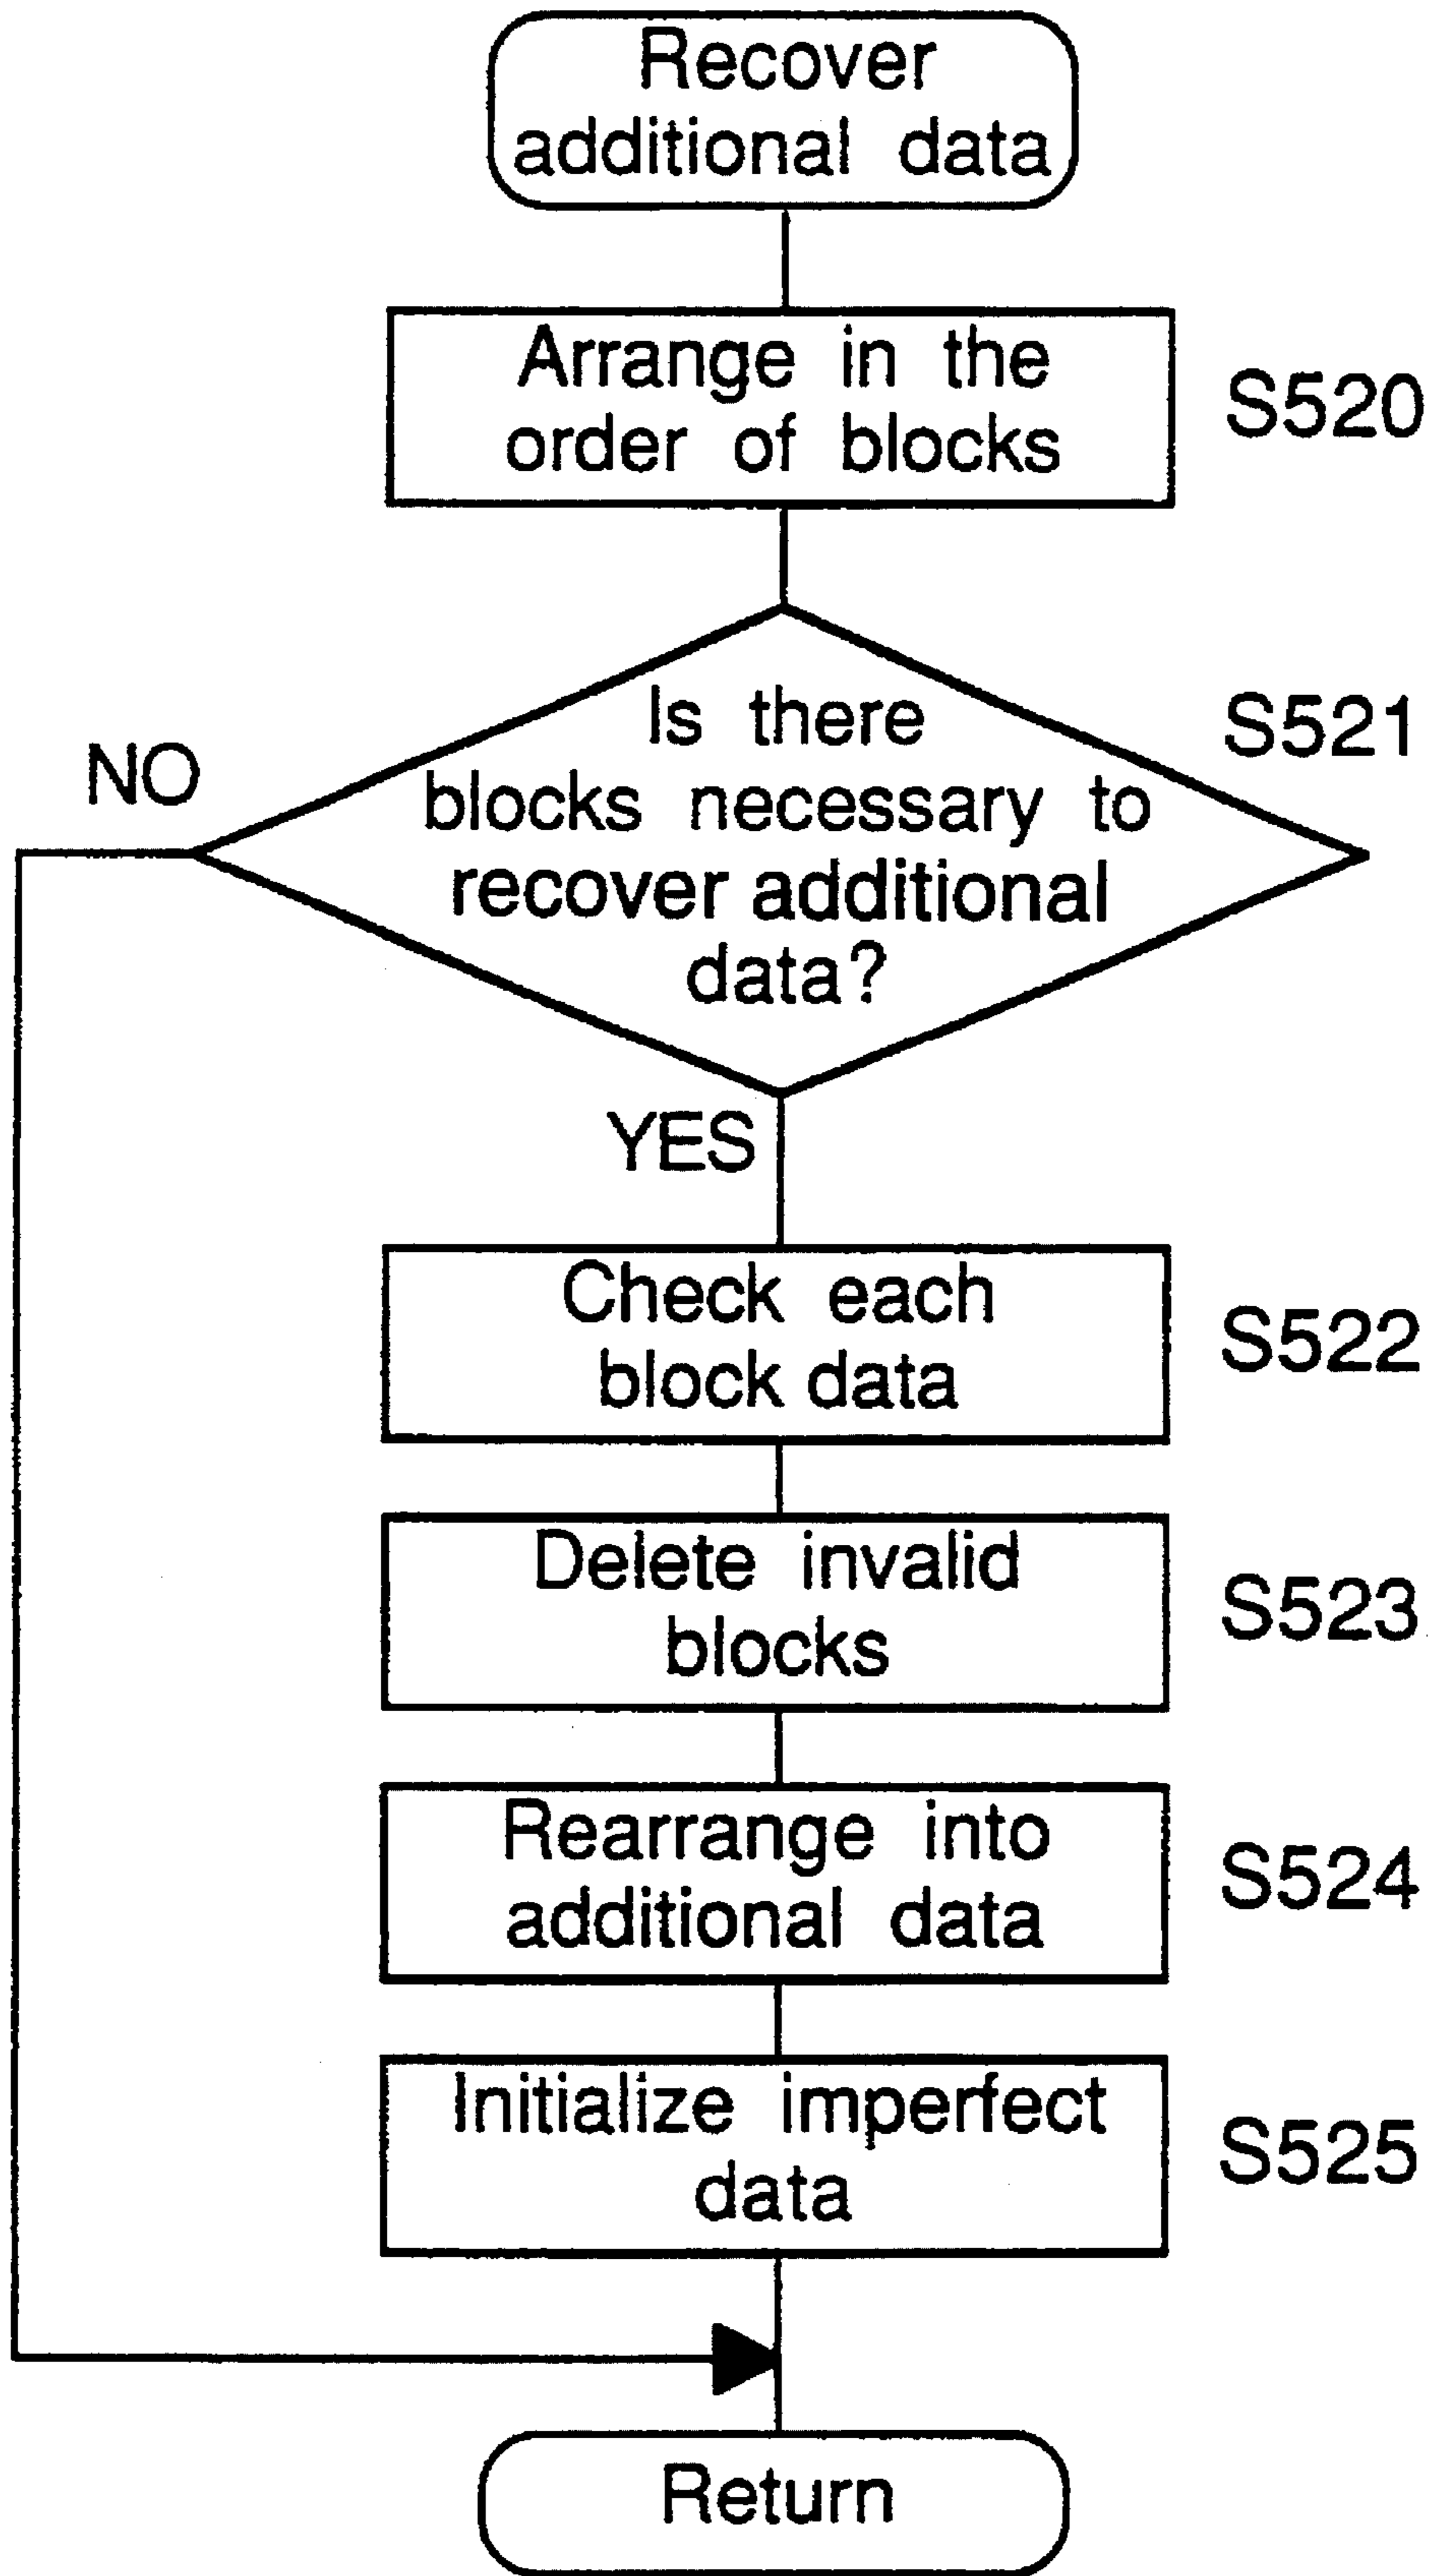 Recover
additional data
Arrange in the
order of blocks
S520
Is there
blocks necessary to
recover additional
data?
S521
NO
YES
Check each
block data
S522
Delete invalid
blocks
S523
Rearrange into
additional data
S524
Initialize imperfect
data
S525
Return